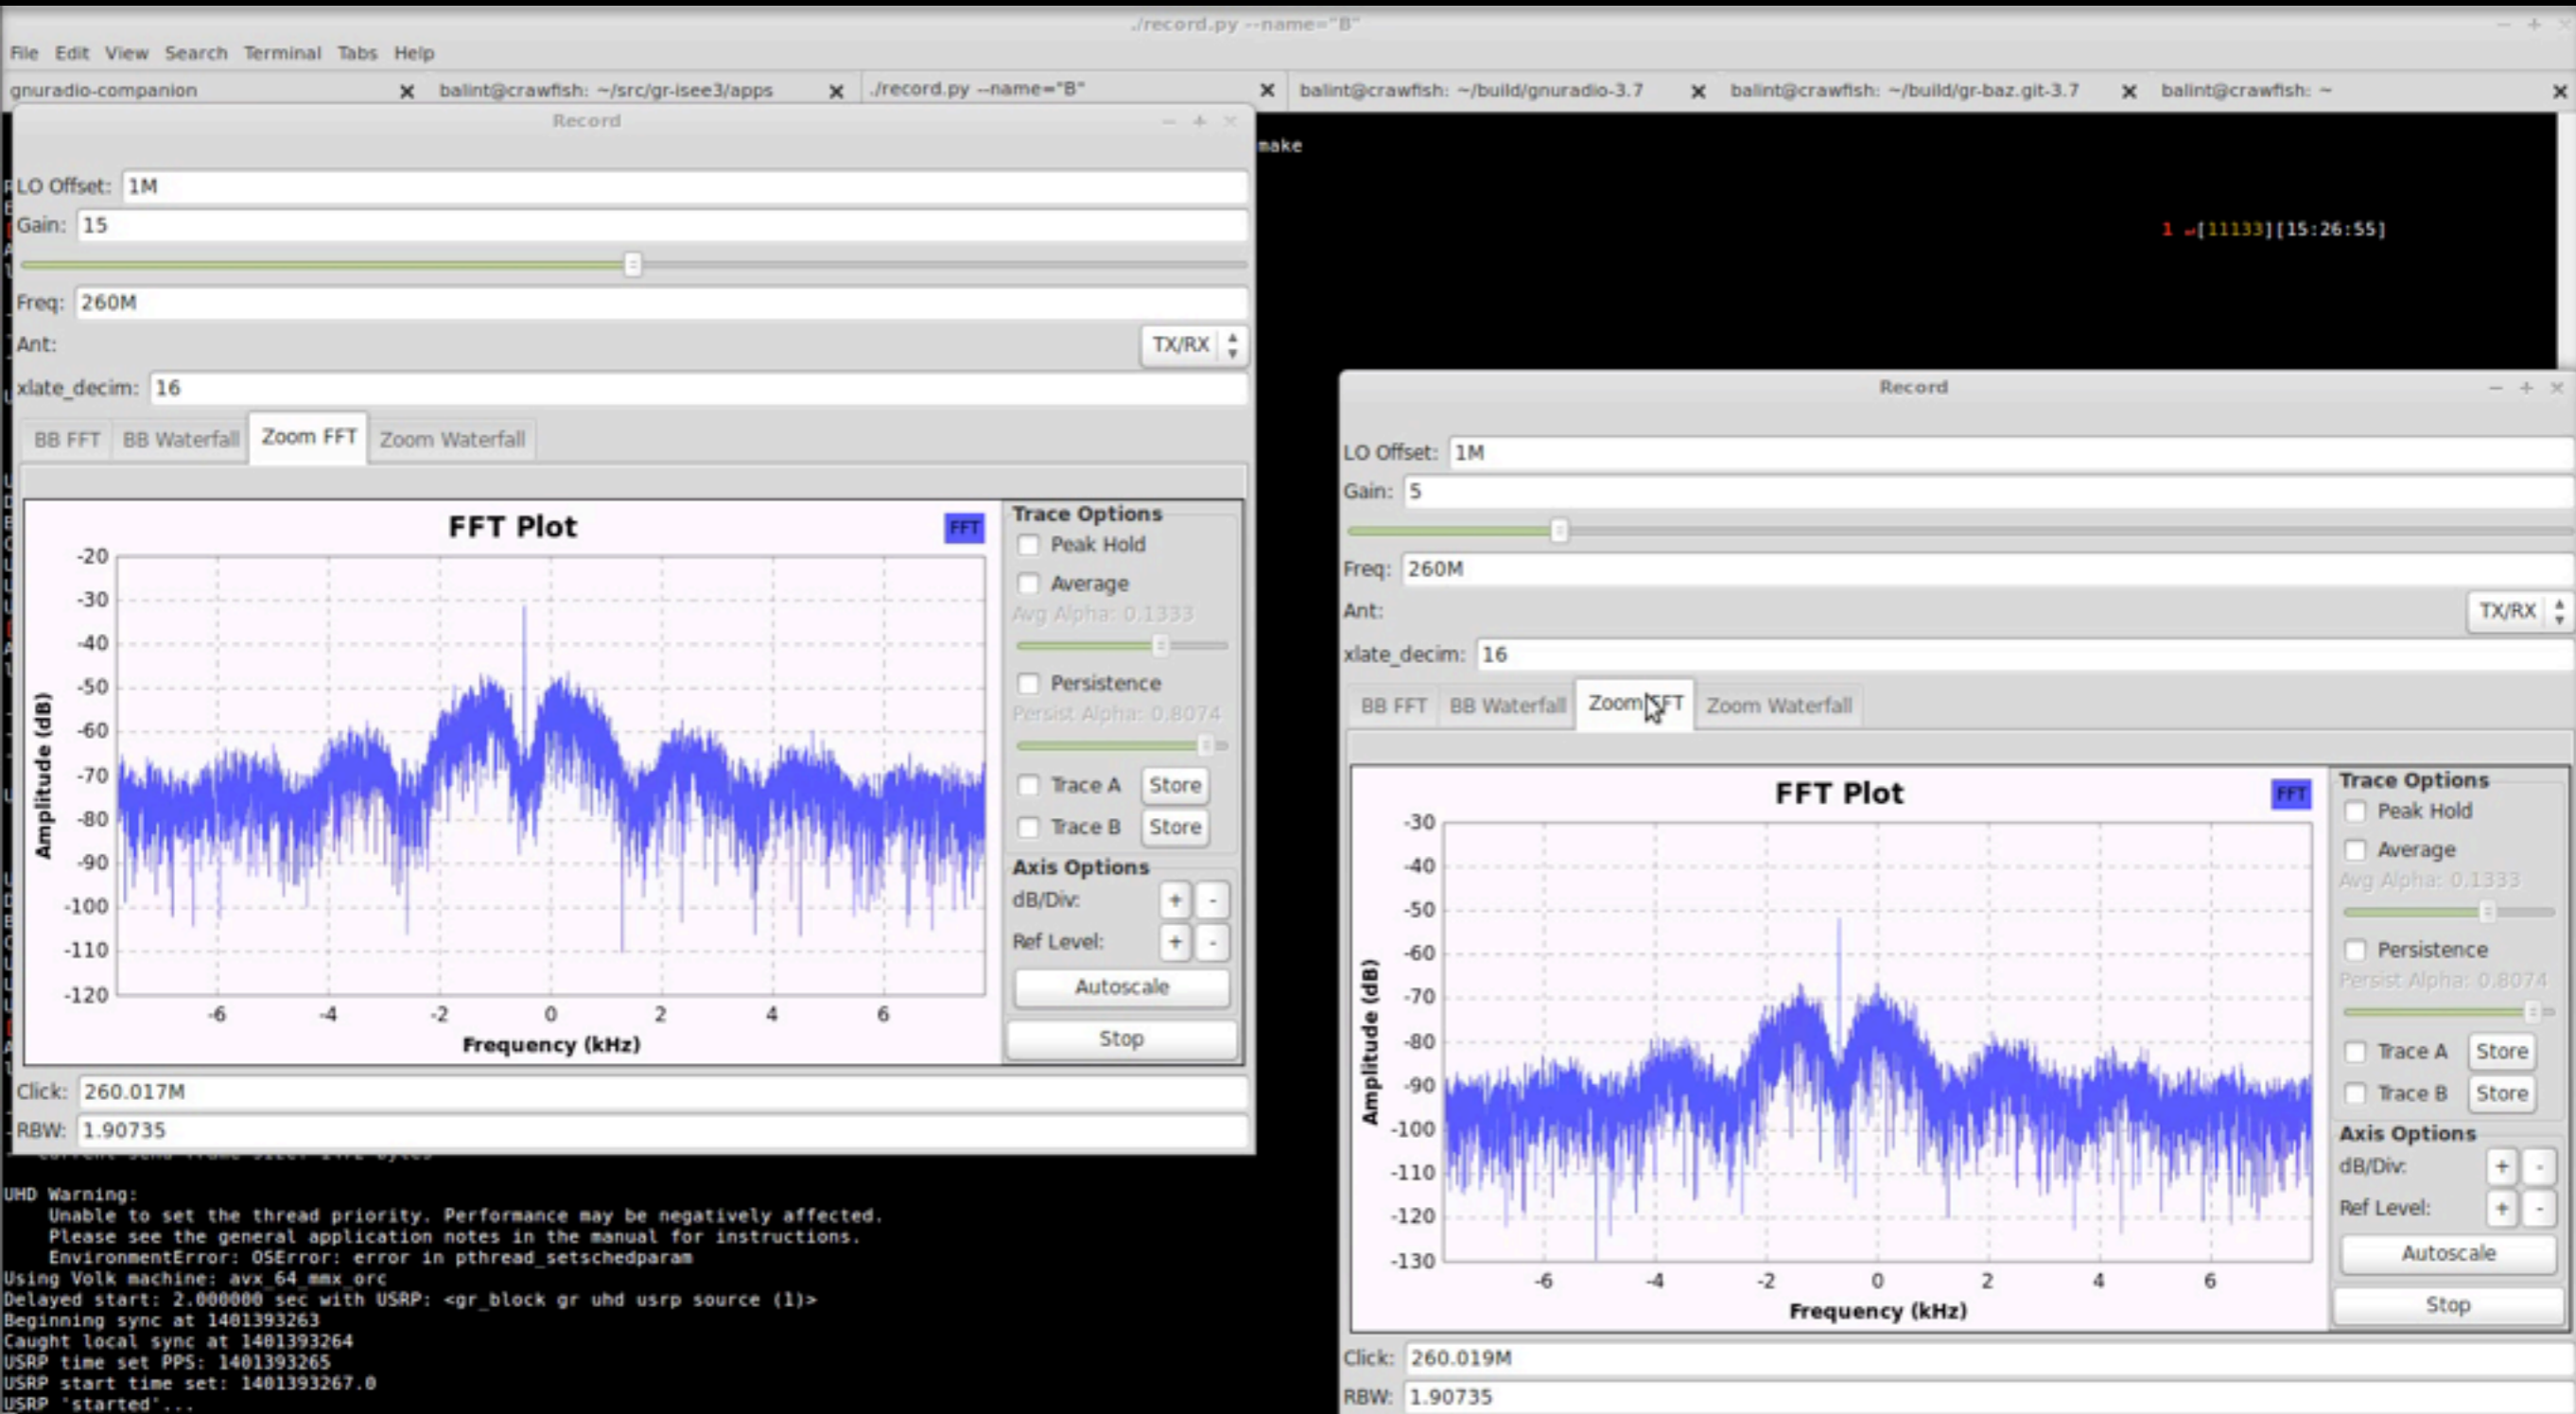 ./record.py --name="B"
File Edit View Search Terminal Tabs Help
gnuradio-companion
balint@crawfish: ~/src/gr-isee3/apps
./record.py --name="B"
balint@crawfish: ~/build/gnuradio-3.7
balint@crawfish: ~/build/gr-baz.git-3.7
balint@crawfish: ~
make
1 ↵[11133][15:26:55]
Record
LO Offset: 1M
Gain: 15
Freq: 260M
Ant: TX/RX
xlate_decim: 16
BB FFT BB Waterfall Zoom FFT Zoom Waterfall
FFT Plot
FFT
Amplitude (dB)
-20
-30
-40
-50
-60
-70
-80
-90
-100
-110
-120
-6 -4 -2 0 2 4 6
Frequency (kHz)
Trace Options
Peak Hold
Average
Avg Alpha: 0.1333
Persistence
Persist Alpha: 0.8074
Trace A Store
Trace B Store
Axis Options
dB/Div: + -
Ref Level: + -
Autoscale
Stop
Click: 260.017M
RBW: 1.90735
Record
LO Offset: 1M
Gain: 5
Freq: 260M
Ant: TX/RX
xlate_decim: 16
BB FFT BB Waterfall Zoom FFT Zoom Waterfall
FFT Plot
FFT
Amplitude (dB)
-30
-40
-50
-60
-70
-80
-90
-100
-110
-120
-130
-6 -4 -2 0 2 4 6
Frequency (kHz)
Trace Options
Peak Hold
Average
Avg Alpha: 0.1333
Persistence
Persist Alpha: 0.8074
Trace A Store
Trace B Store
Axis Options
dB/Div: + -
Ref Level: + -
Autoscale
Stop
Click: 260.019M
RBW: 1.90735
UHD Warning:
Unable to set the thread priority. Performance may be negatively affected.
Please see the general application notes in the manual for instructions.
EnvironmentError: OSError: error in pthread_setschedparam
Using Volk machine: avx_64_mmx_orc
Delayed start: 2.000000 sec with USRP: <gr_block gr uhd usrp source (1)>
Beginning sync at 1401393263
Caught local sync at 1401393264
USRP time set PPS: 1401393265
USRP start time set: 1401393267.0
USRP 'started'...